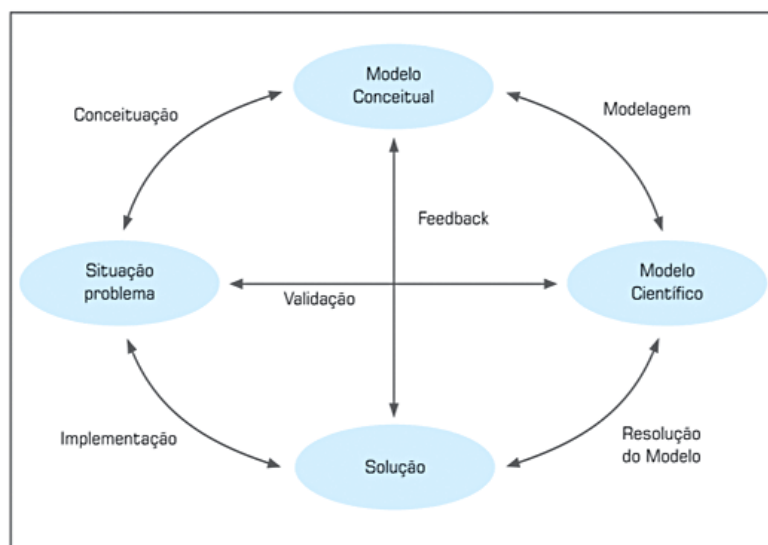 Modelo
Conceitual
Conceituação
Modelagem
Feedback
Situação
problema
Modelo
Científico
Validação
Implementação
Solução
Resolução
do Modelo